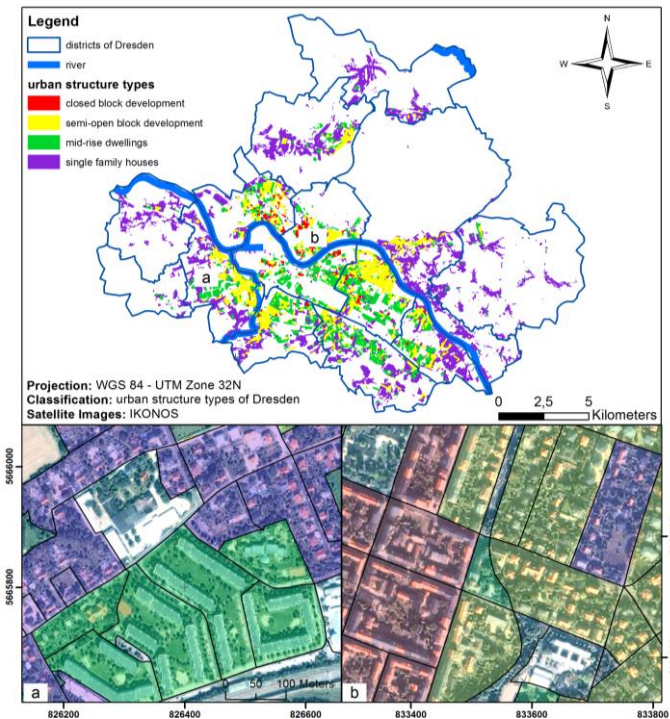 Legend
districts of Dresden
river
urban structure types
closed block development
semi-open block development
mid-rise dwellings
single family houses
N
W
E
S
b
a
Projection: WGS 84 - UTM Zone 32N
Classification: urban structure types of Dresden
Satellite Images: IKONOS
0 2,5 5
Kilometers
5666000
5665800
0 50 100 Meters
a
b
826200 826400 826600 833400 833600 833800